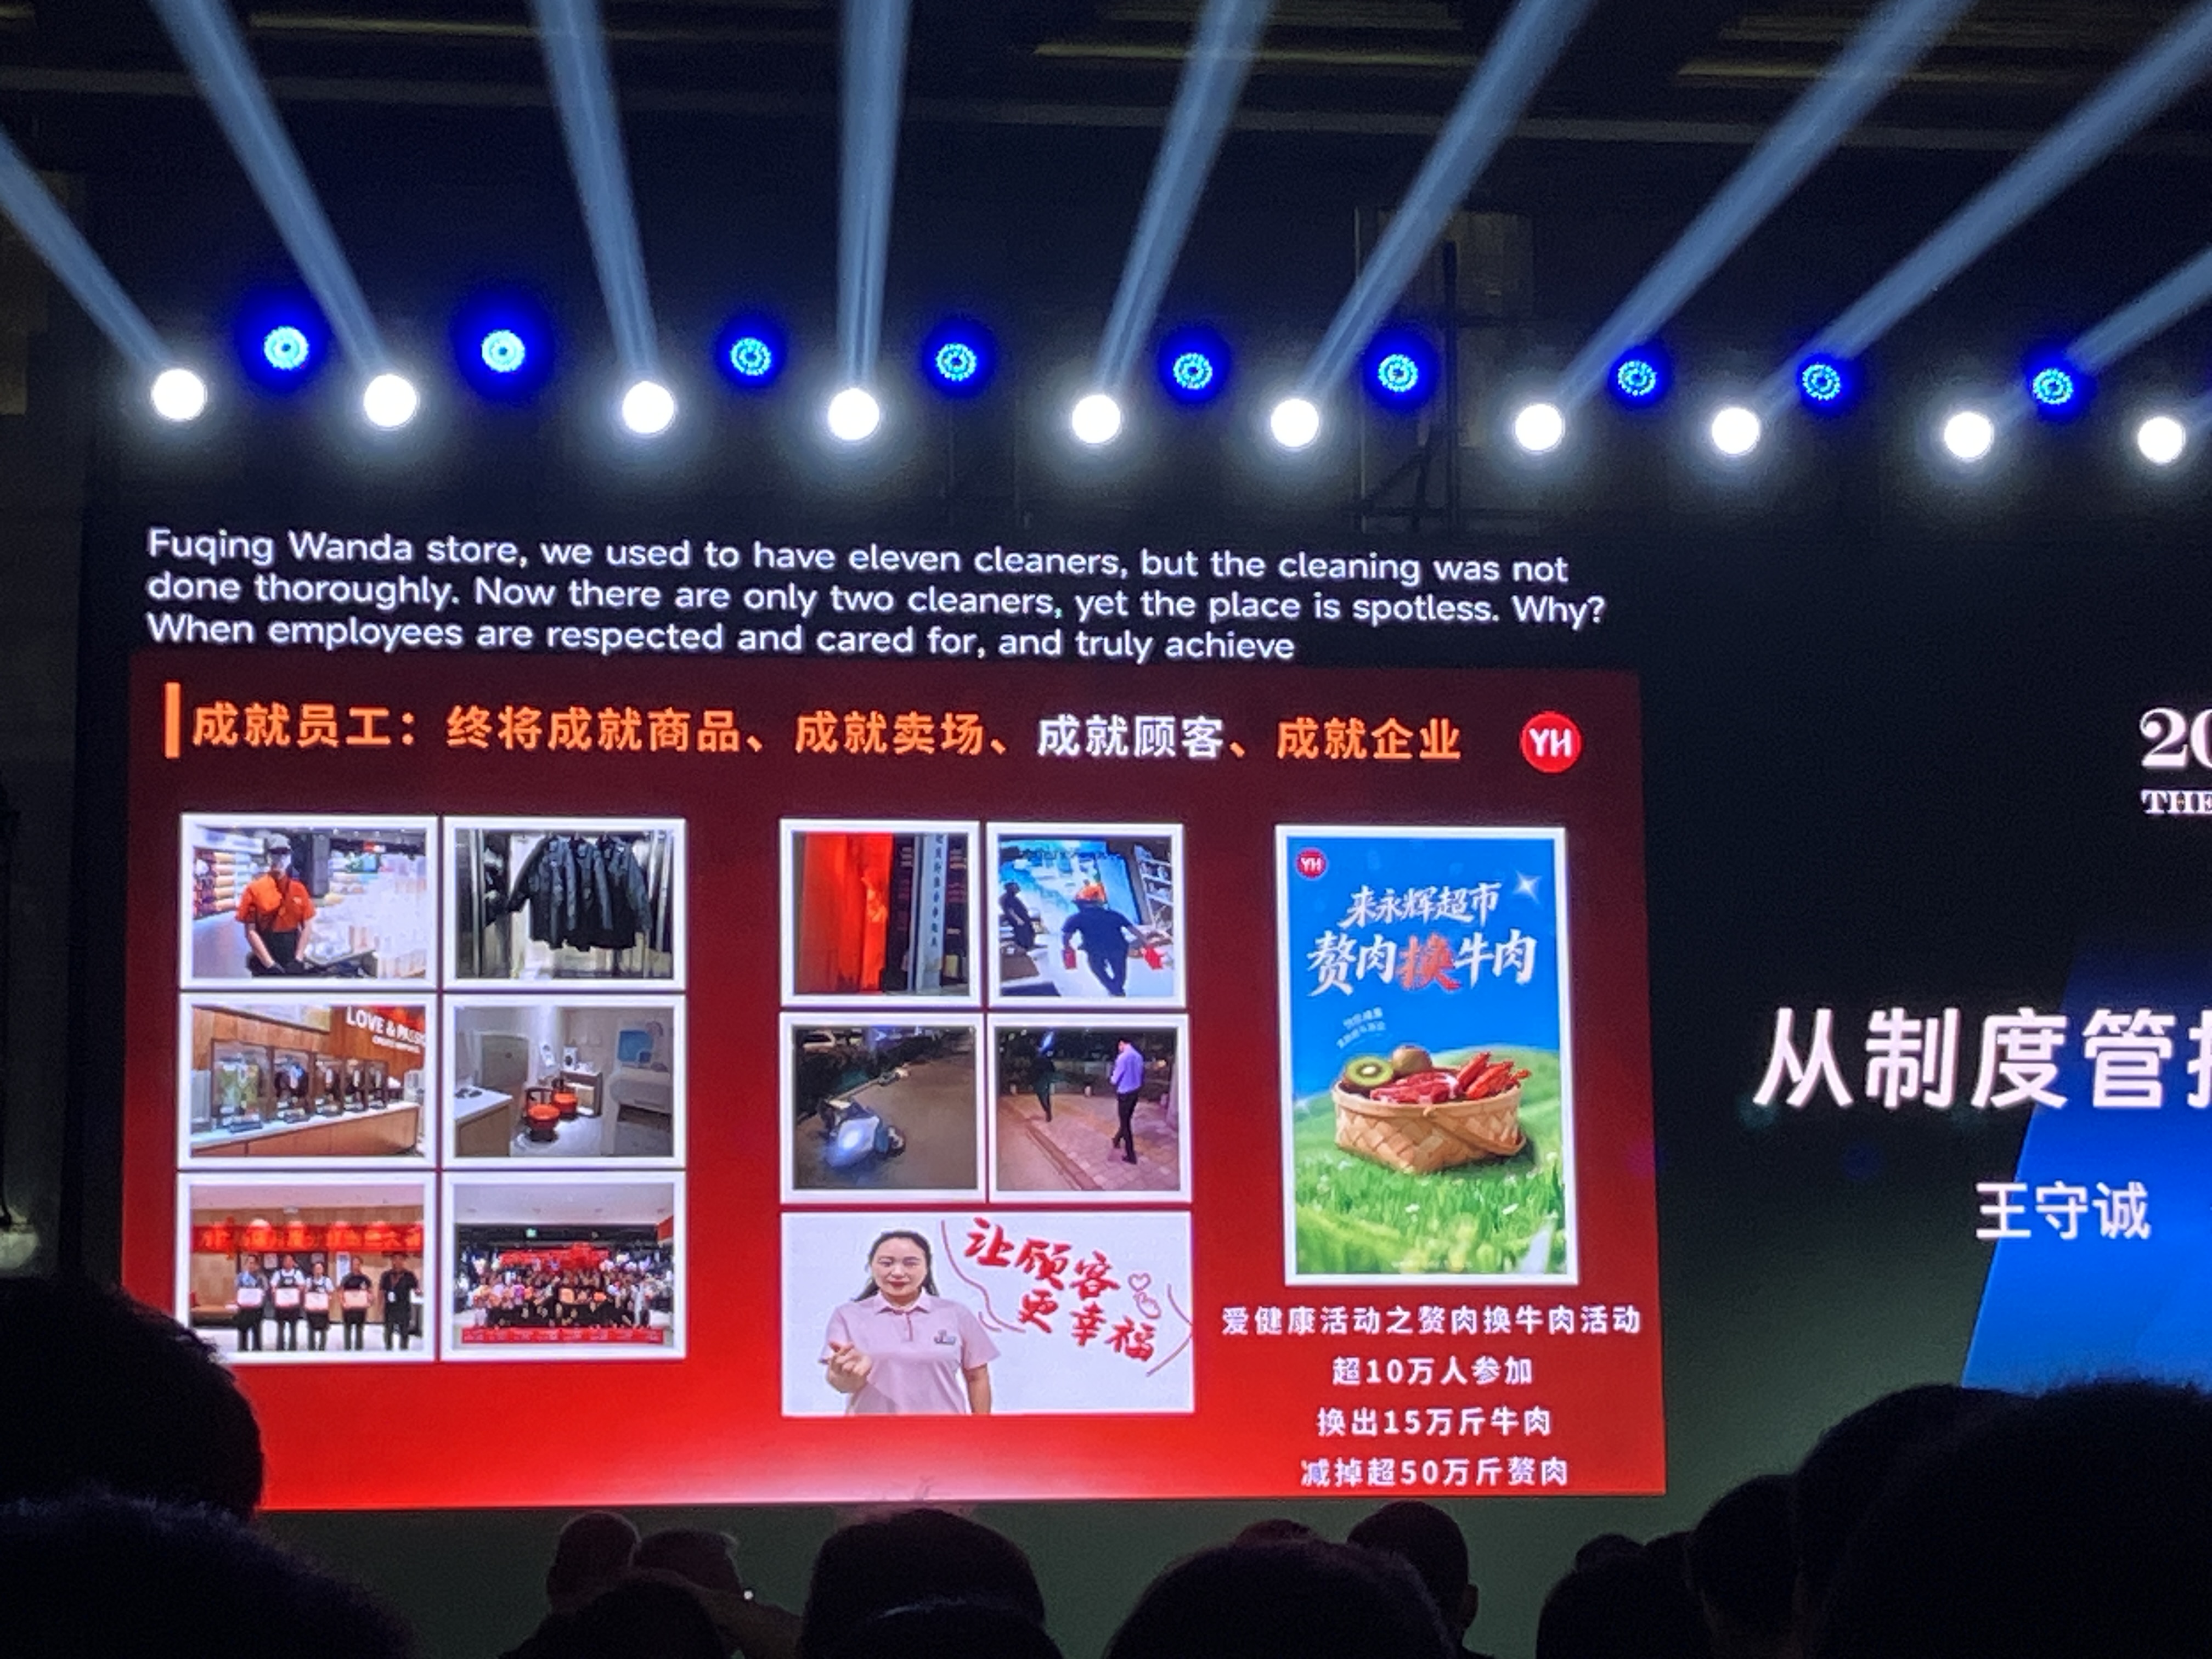 Fuqing Wanda store, we used to have eleven cleaners, but the cleaning was not
done thoroughly. Now there are only two cleaners, yet the place is spotless. Why?
When employees are respected and cared for, and truly achieve
成就员工：终将成就商品、成就卖场、成就顾客、成就企业
YH
LOVE & PASS
让顾客
更幸福
YH
来永辉超市
赘肉换牛肉
爱健康活动之赘肉换牛肉活动
超10万人参加
换出15万斤牛肉
减掉超50万斤赘肉
20
THE
从制度管
王守诚